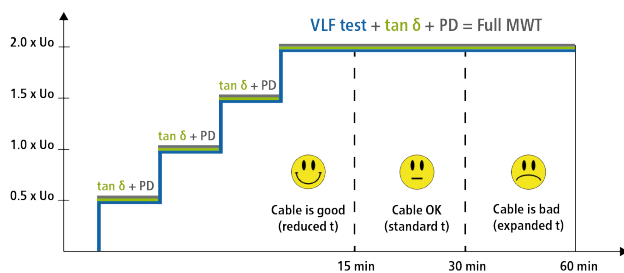 VLF test + tan δ + PD = Full MWT
2.0 x Uo
1.5 x Uo
1.0 x Uo
0.5 x Uo
tan δ + PD
tan δ + PD
tan δ + PD
Cable is good
(reduced t)
Cable OK
(standard t)
Cable is bad
(expanded t)
15 min
30 min
60 min